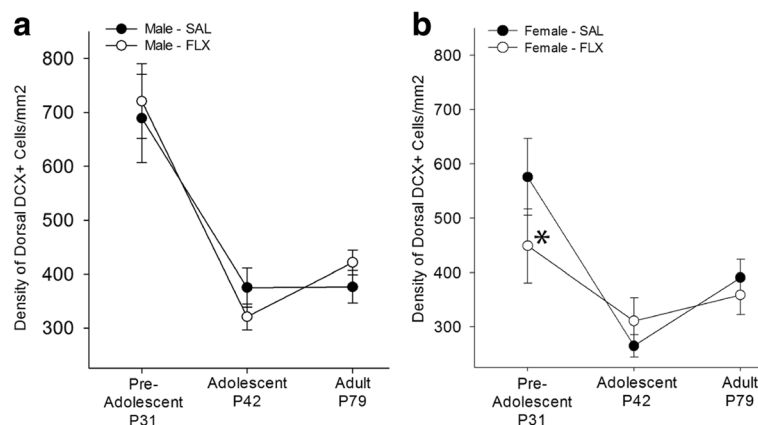 a
Male - SAL
Male - FLX
800
700
600
500
400
300
Density of Dorsal DCX+ Cells/mm2
Pre-
Adolescent
P31
Adolescent
P42
Adult
P79
b
Female - SAL
Female - FLX
800
700
600
500
400
300
Density of Dorsal DCX+ Cells/mm2
*
Pre-
Adolescent
P31
Adolescent
P42
Adult
P79